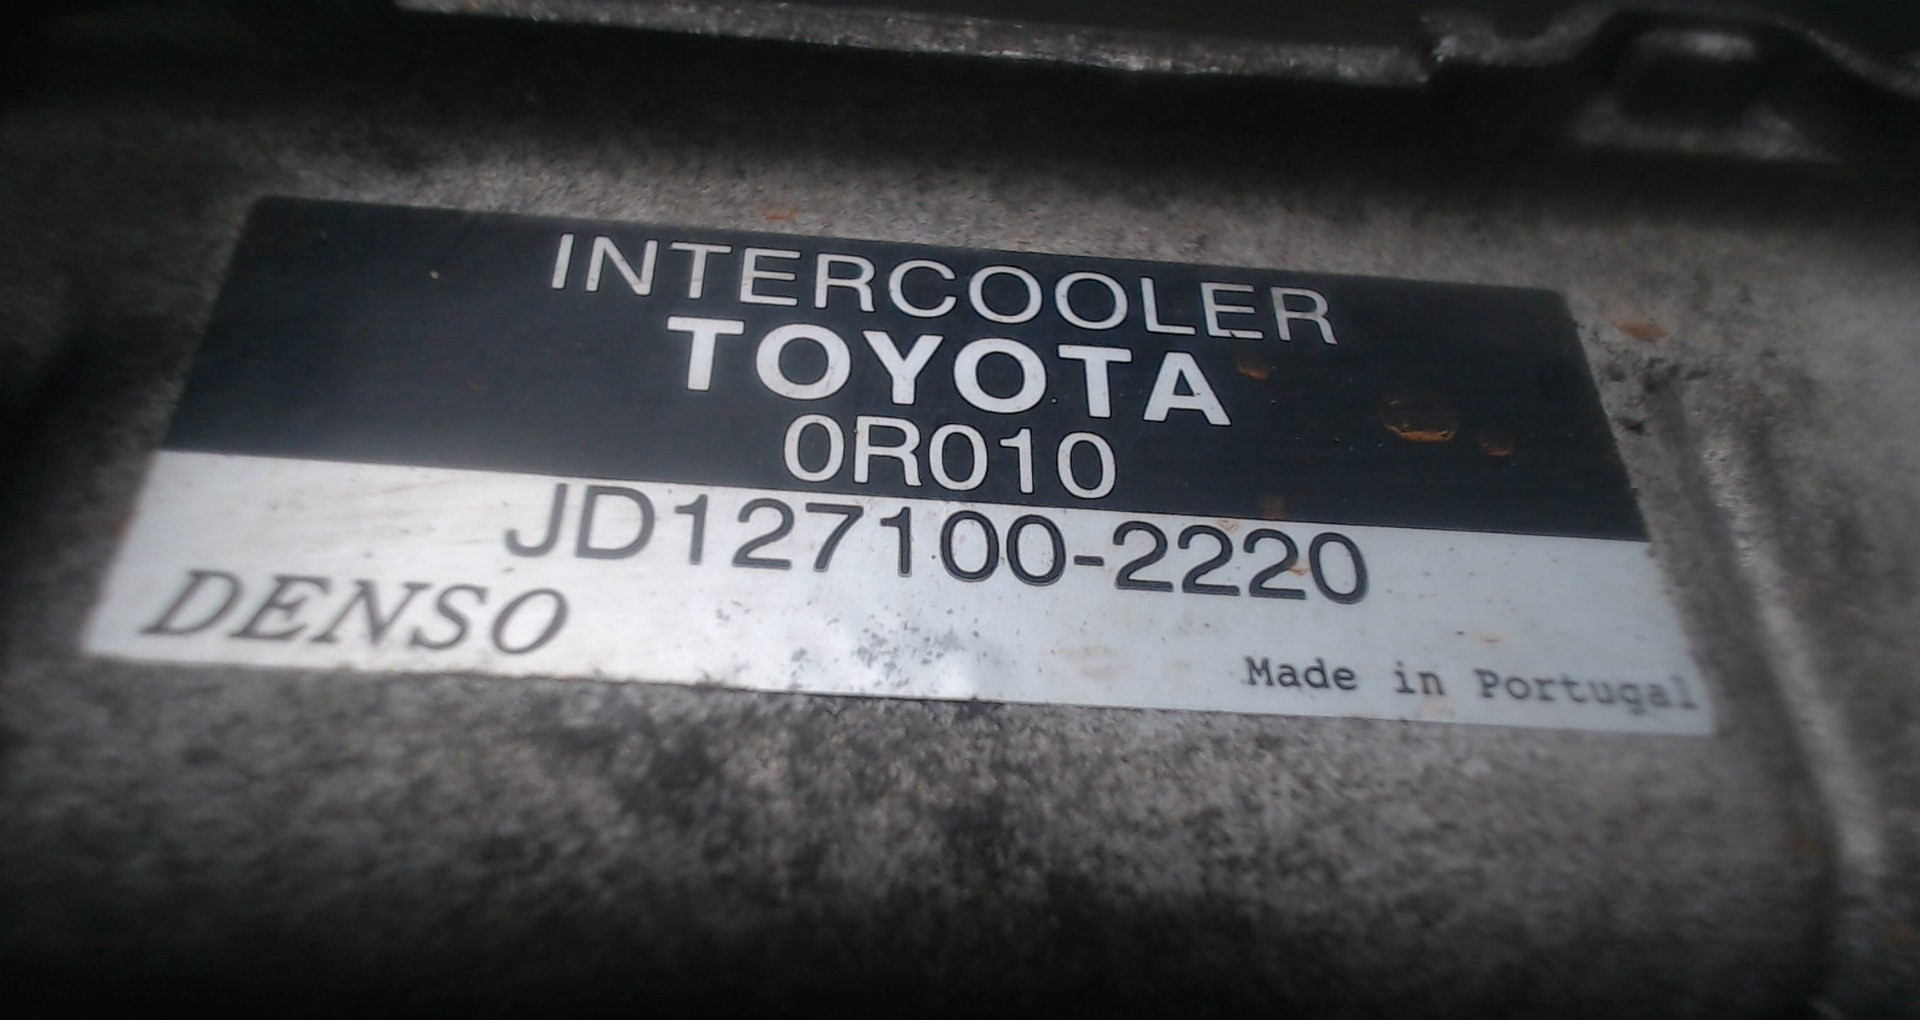 INTERCOOLER
TOYOTA
0R010
JD127100-2220
DENSO
Made in Portugal